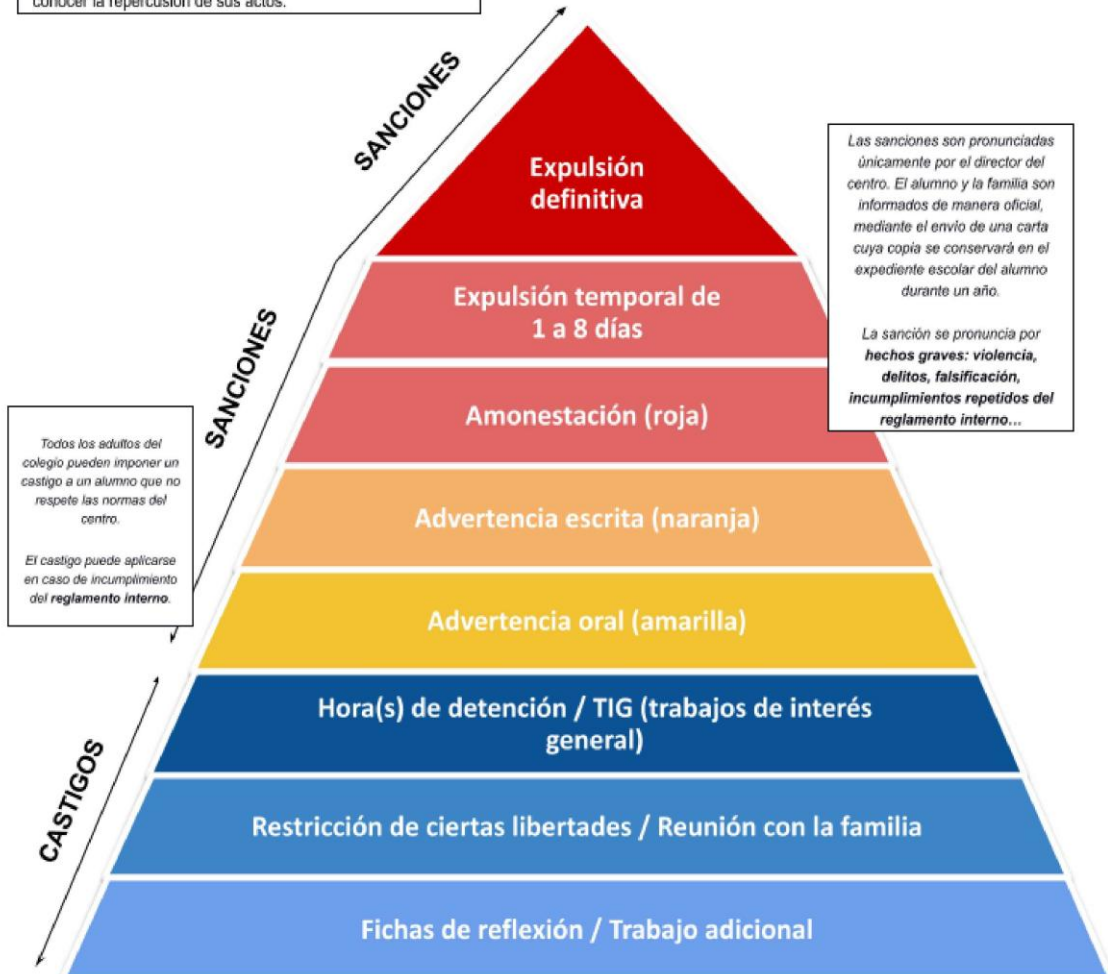 conocer la repercusión de sus actos.
SANCIONES
Expulsión
definitiva
Las sanciones son pronunciadas
únicamente por el director del
centro. El alumno y la familia son
informados de manera oficial,
mediante el envío de una carta
cuya copia se conservará en el
expediente escolar del alumno
durante un año.
La sanción se pronuncia por
hechos graves: violencia,
delitos, falsificación,
incumplimientos repetidos del
reglamento interno...
Expulsión temporal de
1 a 8 días
SANCIONES
Amonestación (roja)
Todos los adultos del
colegio pueden imponer un
castigo a un alumno que no
respete las normas del
centro.
El castigo puede aplicarse
en caso de incumplimiento
del reglamento interno.
Advertencia escrita (naranja)
Advertencia oral (amarilla)
CASTIGOS
Hora(s) de detención / TIG (trabajos de interés
general)
Restricción de ciertas libertades / Reunión con la familia
Fichas de reflexión / Trabajo adicional